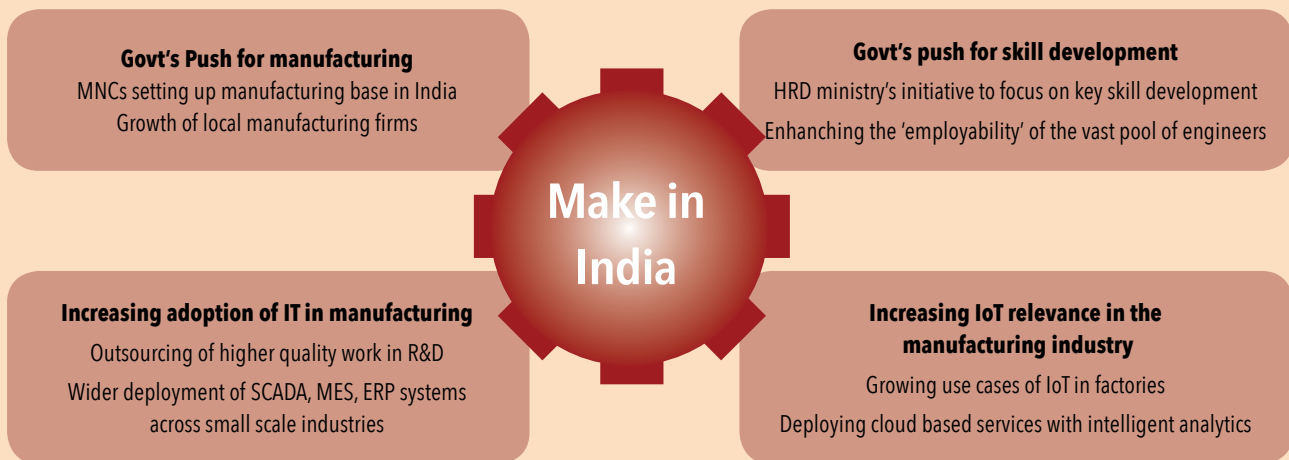 Govt's Push for manufacturing
MNCs setting up manufacturing base in India
Growth of local manufacturing firms
Govt's push for skill development
HRD ministry's initiative to focus on key skill development
Enhanching the 'employability' of the vast pool of engineers
Make in
India
Increasing adoption of IT in manufacturing
Outsourcing of higher quality work in R&D
Wider deployment of SCADA, MES, ERP systems
across small scale industries
Increasing IoT relevance in the
manufacturing industry
Growing use cases of IoT in factories
Deploying cloud based services with intelligent analytics